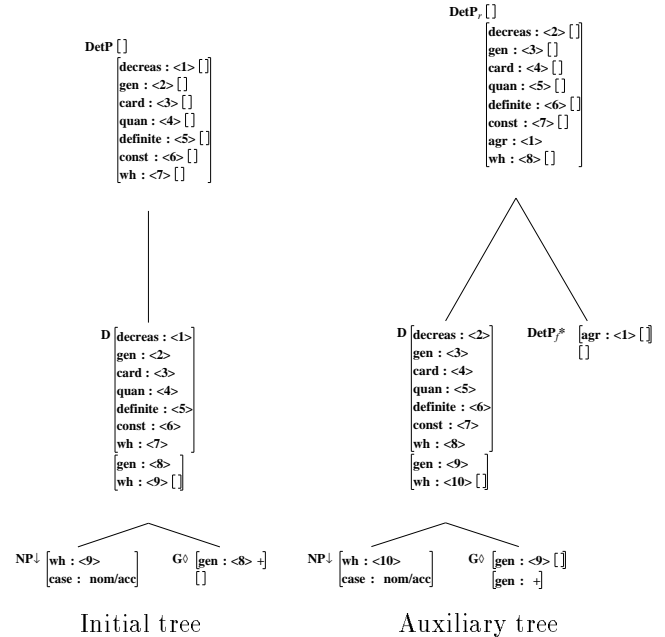 DetP []
decreas : <1> []
gen : <2> []
card : <3> []
quan : <4> []
definite : <5> []
const : <6> []
wh : <7> []
D
decreas : <1>
gen : <2>
card : <3>
quan : <4>
definite : <5>
const : <6>
wh : <7>
gen : <8>
wh : <9> []
NP↓
wh : <9>
case : nom/acc
G◊
gen : <8> +
[]
Initial tree
DetPr []
decreas : <2> []
gen : <3> []
card : <4> []
quan : <5> []
definite : <6> []
const : <7> []
agr : <1>
wh : <8> []
D
decreas : <2>
gen : <3>
card : <4>
quan : <5>
definite : <6>
const : <7>
wh : <8>
gen : <9>
wh : <10> []
DetPf*
agr : <1> []
[]
NP↓
wh : <10>
case : nom/acc
G◊
gen : <9> []
gen : +
Auxiliary tree